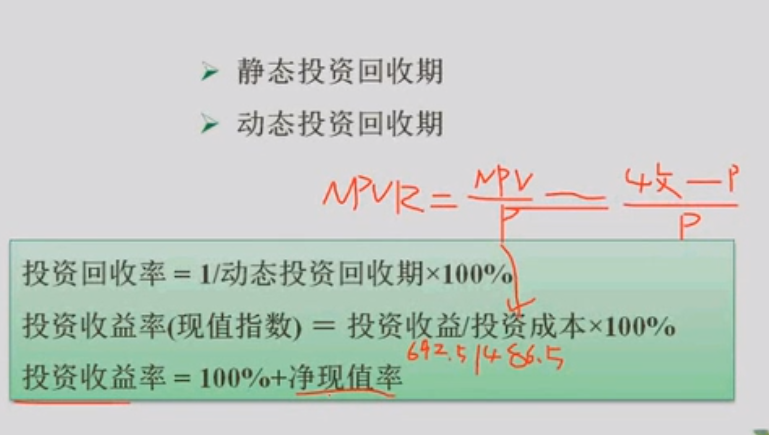 静态投资回收期
动态投资回收期
NPVR = NPV/P = 收-P/P
投资回收率 = 1/动态投资回收期×100%
投资收益率(现值指数) = 投资收益/投资成本×100%
692.5/486.5
投资收益率 = 100%+净现值率